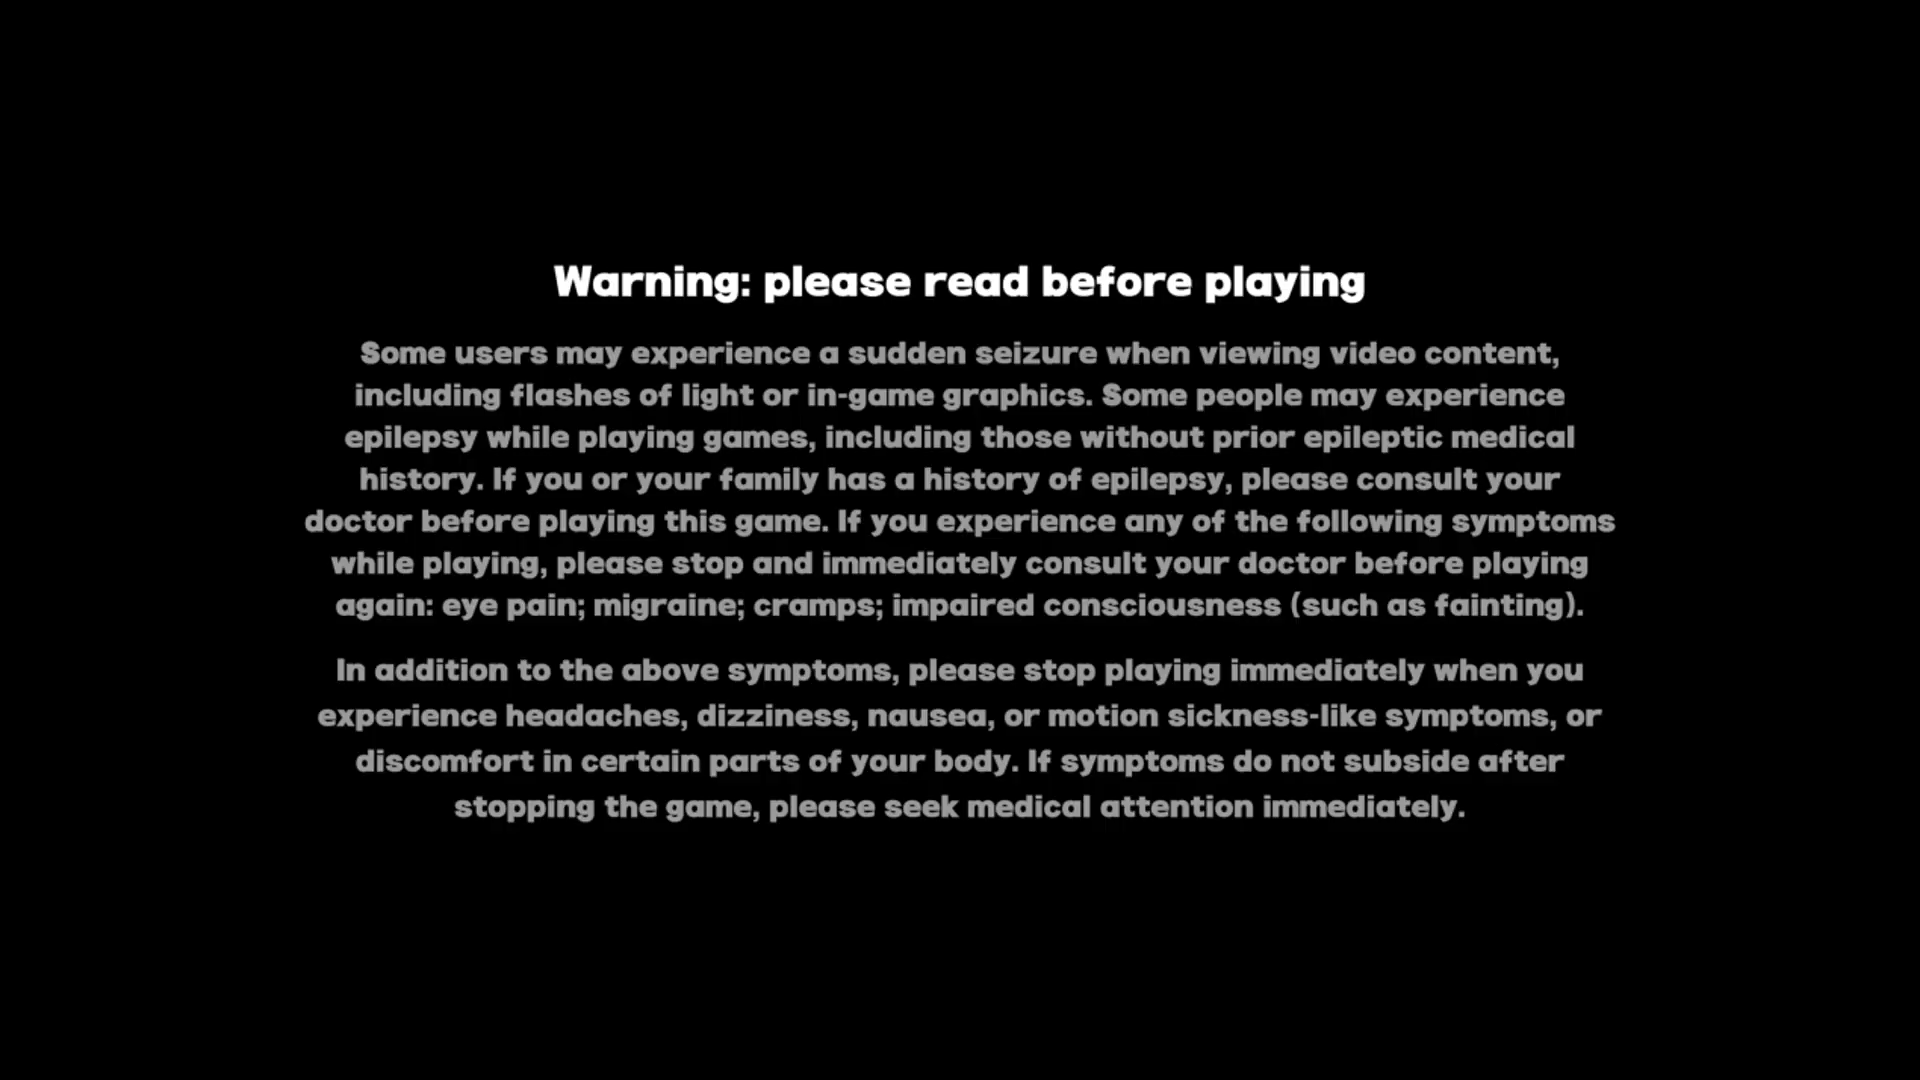 Warning: please read before playing
Some users may experience a sudden seizure when viewing video content,
including flashes of light or in-game graphics. Some people may experience
epilepsy while playing games, including those without prior epileptic medical
history. If you or your family has a history of epilepsy, please consult your
doctor before playing this game. If you experience any of the following symptoms
while playing, please stop and immediately consult your doctor before playing
again: eye pain; migraine; cramps; impaired consciousness (such as fainting).
In addition to the above symptoms, please stop playing immediately when you
experience headaches, dizziness, nausea, or motion sickness-like symptoms, or
discomfort in certain parts of your body. If symptoms do not subside after
stopping the game, please seek medical attention immediately.